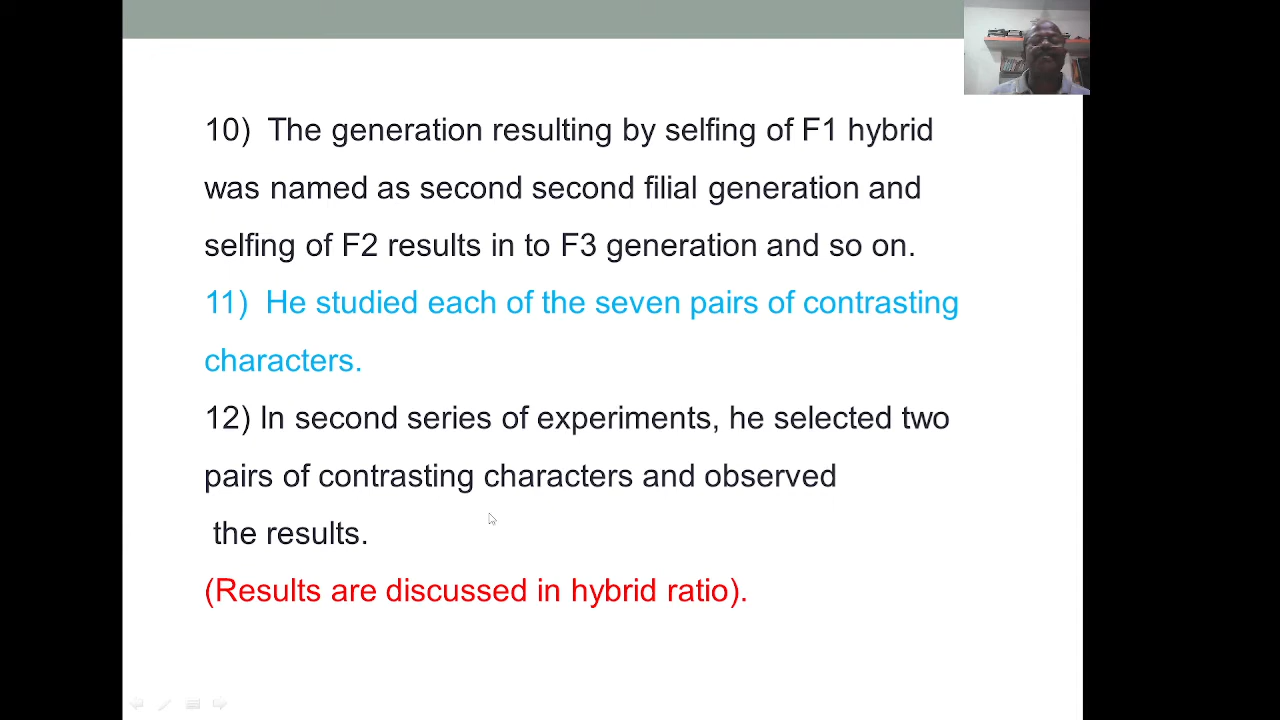 10)  The generation resulting by selfing of F1 hybrid
was named as second second filial generation and
selfing of F2 results in to F3 generation and so on.
11)  He studied each of the seven pairs of contrasting
characters.
12) In second series of experiments, he selected two
pairs of contrasting characters and observed
the results.
(Results are discussed in hybrid ratio).